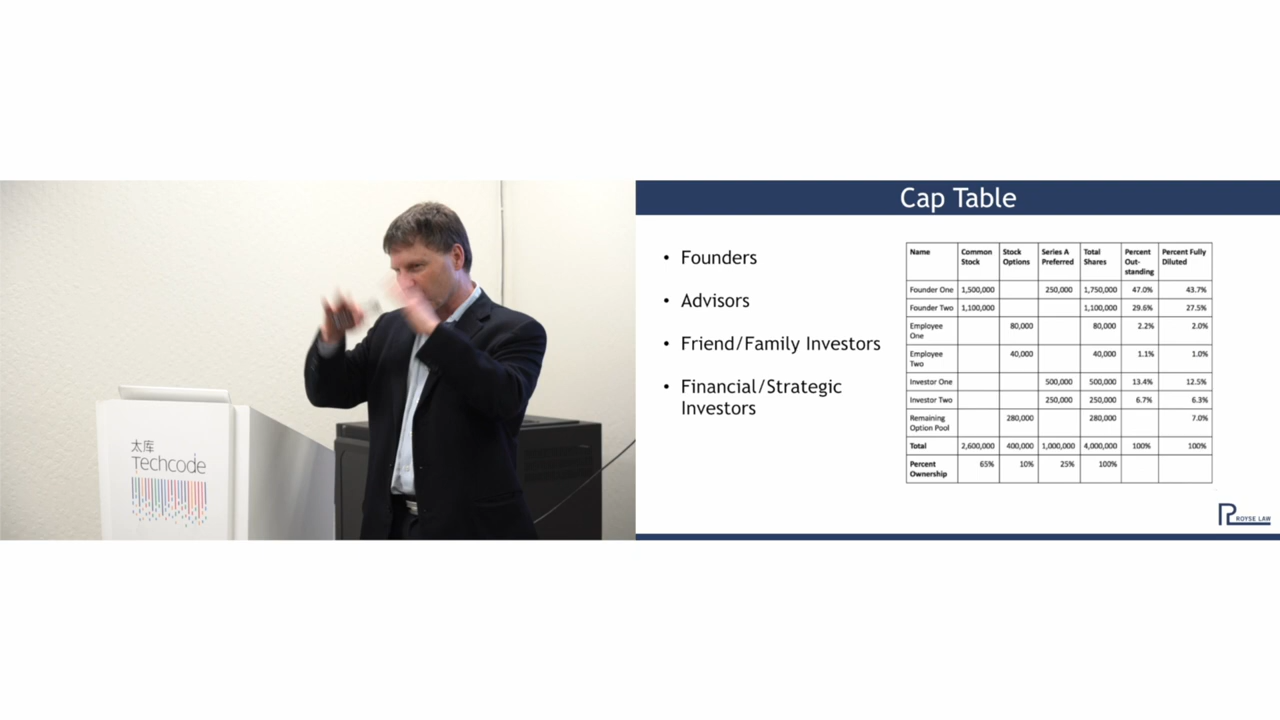 太库
Techcode
Cap Table
• Founders
• Advisors
• Friend/Family Investors
• Financial/Strategic
Investors
Name Common Stock Stock Options Series A Preferred Total Shares Percent Out-standing Percent Fully Diluted
Founder One 1,500,000 250,000 1,750,000 47.0% 43.7%
Founder Two 1,100,000 1,100,000 29.6% 27.5%
Employee One 80,000 80,000 2.2% 2.0%
Employee Two 40,000 40,000 1.1% 1.0%
Investor One 500,000 500,000 13.4% 12.5%
Investor Two 250,000 250,000 6.7% 6.3%
Remaining Option Pool 280,000 280,000 7.0%
Total 2,600,000 400,000 1,000,000 4,000,000 100% 100%
Percent Ownership 65% 10% 25% 100%
ROYSE LAW